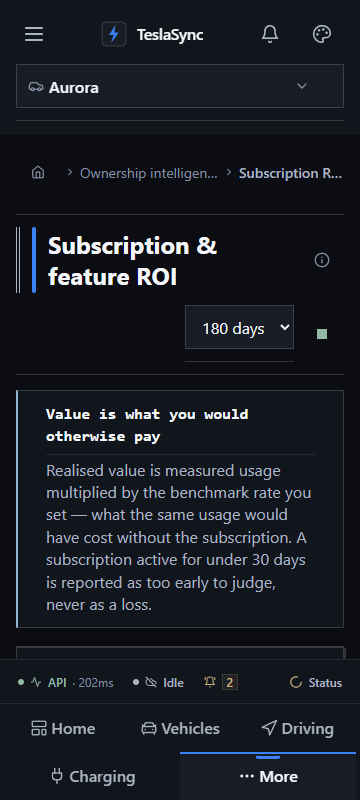 TeslaSync
Aurora
Ownership intelligen... Subscription R...
Subscription &
feature ROI
180 days
Value is what you would
otherwise pay
Realised value is measured usage
multiplied by the benchmark rate you
set — what the same usage would
have cost without the subscription. A
subscription active for under 30 days
is reported as too early to judge,
never as a loss.
API · 202ms Idle 2 Status
Home Vehicles Driving
Charging More